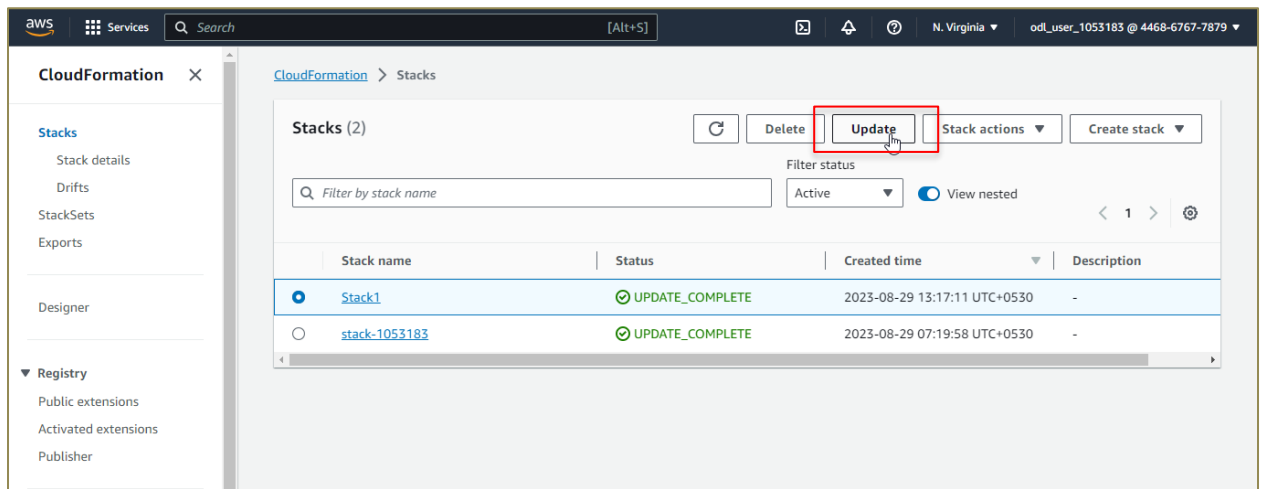 aws Services Search [Alt+S] N. Virginia ▼ odl_user_1053183 @ 4468-6767-7879 ▼
CloudFormation
CloudFormation > Stacks
Stacks
Stack details
Drifts
StackSets
Exports
Designer
▼ Registry
Public extensions
Activated extensions
Publisher
Stacks (2) Delete Update Stack actions ▼ Create stack ▼
Filter status
Filter by stack name Active ▼ View nested
< 1 >
Stack name Status Created time ▼ Description
Stack1 UPDATE_COMPLETE 2023-08-29 13:17:11 UTC+0530 -
stack-1053183 UPDATE_COMPLETE 2023-08-29 07:19:58 UTC+0530 -